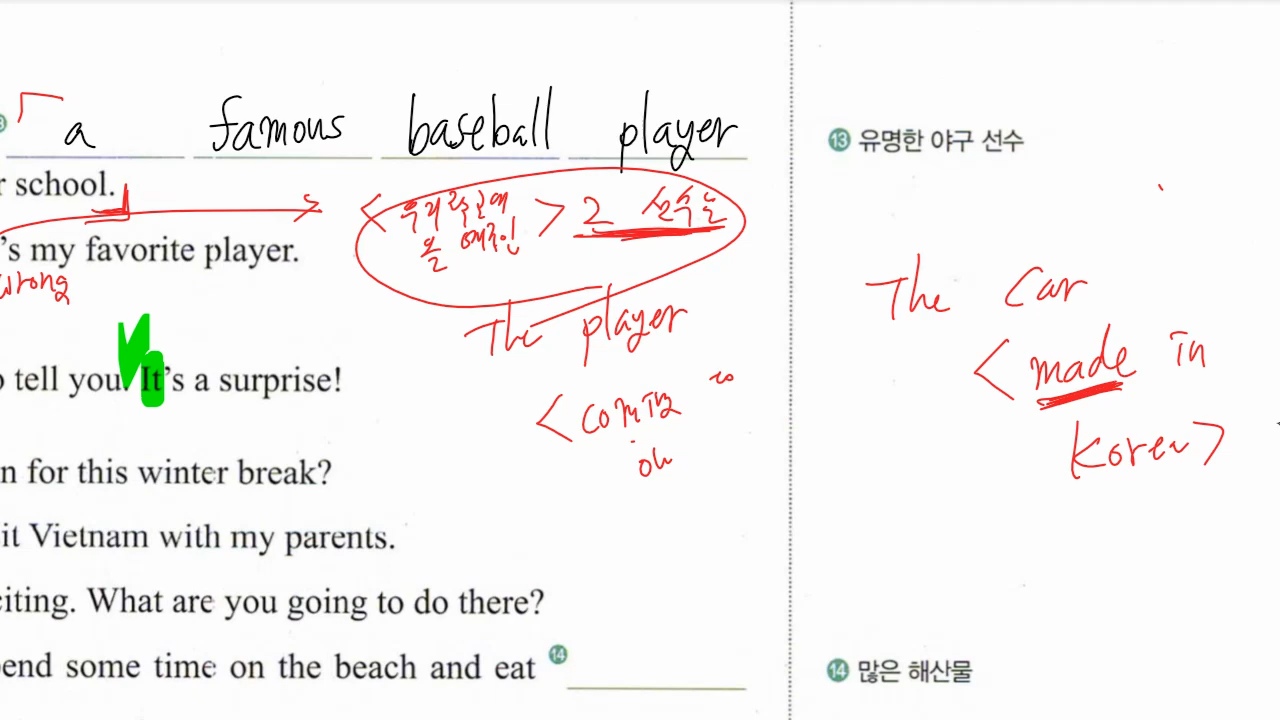 a famous baseball player
⑬ 유명한 야구 선수
r school.
우리 학교에
올 예정인
그 선수는
's my favorite player.
wrong
The player
The car
< made in
Korea >
tell you. It's a surprise!
< coming to
our
n for this winter break?
it Vietnam with my parents.
citing. What are you going to do there?
end some time on the beach and eat ⑭
⑭ 많은 해산물